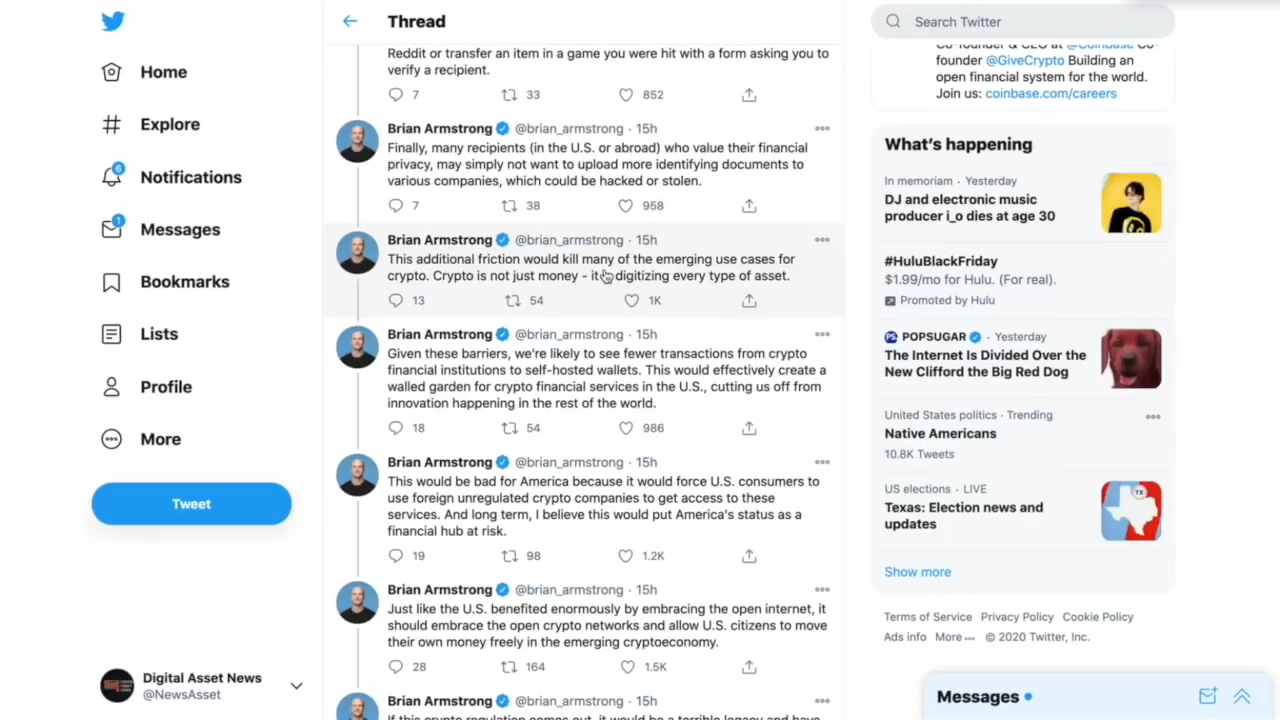 Home
Explore
6
Notifications
1
Messages
Bookmarks
Lists
Profile
More
Tweet
Digital Asset News
@NewsAsset
Thread
Reddit or transfer an item in a game you were hit with a form asking you to
verify a recipient.
7 33 852
Brian Armstrong @brian_armstrong · 15h
Finally, many recipients (in the U.S. or abroad) who value their financial
privacy, may simply not want to upload more identifying documents to
various companies, which could be hacked or stolen.
7 38 958
Brian Armstrong @brian_armstrong · 15h
This additional friction would kill many of the emerging use cases for
crypto. Crypto is not just money - it digitizing every type of asset.
13 54 1K
Brian Armstrong @brian_armstrong · 15h
Given these barriers, we're likely to see fewer transactions from crypto
financial institutions to self-hosted wallets. This would effectively create a
walled garden for crypto financial services in the U.S., cutting us off from
innovation happening in the rest of the world.
18 54 986
Brian Armstrong @brian_armstrong · 15h
This would be bad for America because it would force U.S. consumers to
use foreign unregulated crypto companies to get access to these
services. And long term, I believe this would put America's status as a
financial hub at risk.
19 98 1.2K
Brian Armstrong @brian_armstrong · 15h
Just like the U.S. benefited enormously by embracing the open internet, it
should embrace the open crypto networks and allow U.S. citizens to move
their own money freely in the emerging cryptoeconomy.
28 164 1.5K
Brian Armstrong @brian_armstrong · 15h
If this crypto regulation comes out, it would be a terrible legacy and have
Search Twitter
Co-founder & CEO at @Coinbase Co-
founder @GiveCrypto Building an
open financial system for the world.
Join us: coinbase.com/careers
What's happening
In memoriam · Yesterday
DJ and electronic music
producer i_o dies at age 30
#HuluBlackFriday
$1.99/mo for Hulu. (For real).
Promoted by Hulu
POPSUGAR · Yesterday
The Internet Is Divided Over the
New Clifford the Big Red Dog
United States politics · Trending
Native Americans
10.8K Tweets
US elections · LIVE
Texas: Election news and
updates
TX
Show more
Terms of Service Privacy Policy Cookie Policy
Ads info More © 2020 Twitter, Inc.
Messages